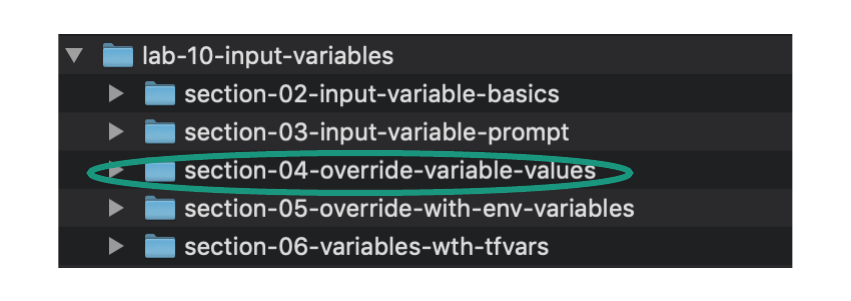 lab-10-input-variables
section-02-input-variable-basics
section-03-input-variable-prompt
section-04-override-variable-values
section-05-override-with-env-variables
section-06-variables-wth-tfvars